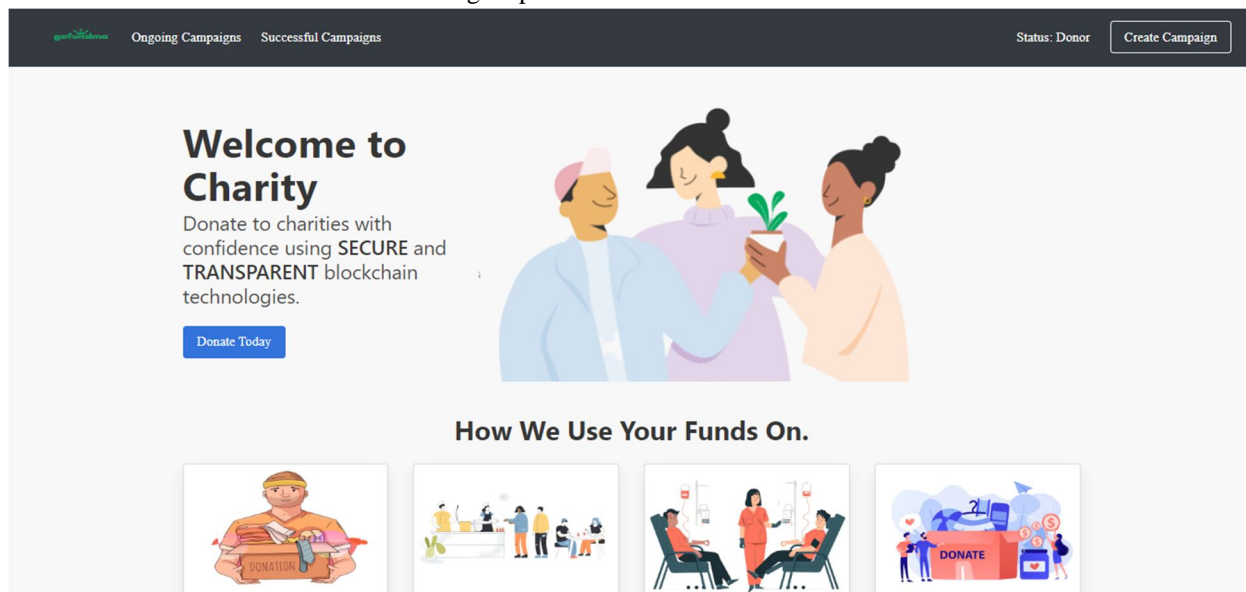 gofundme
Ongoing Campaigns
Successful Campaigns
Status: Donor
Create Campaign
Welcome to
Charity
Donate to charities with
confidence using SECURE and
TRANSPARENT blockchain
technologies.
Donate Today
How We Use Your Funds On.
DONATION
DONATE